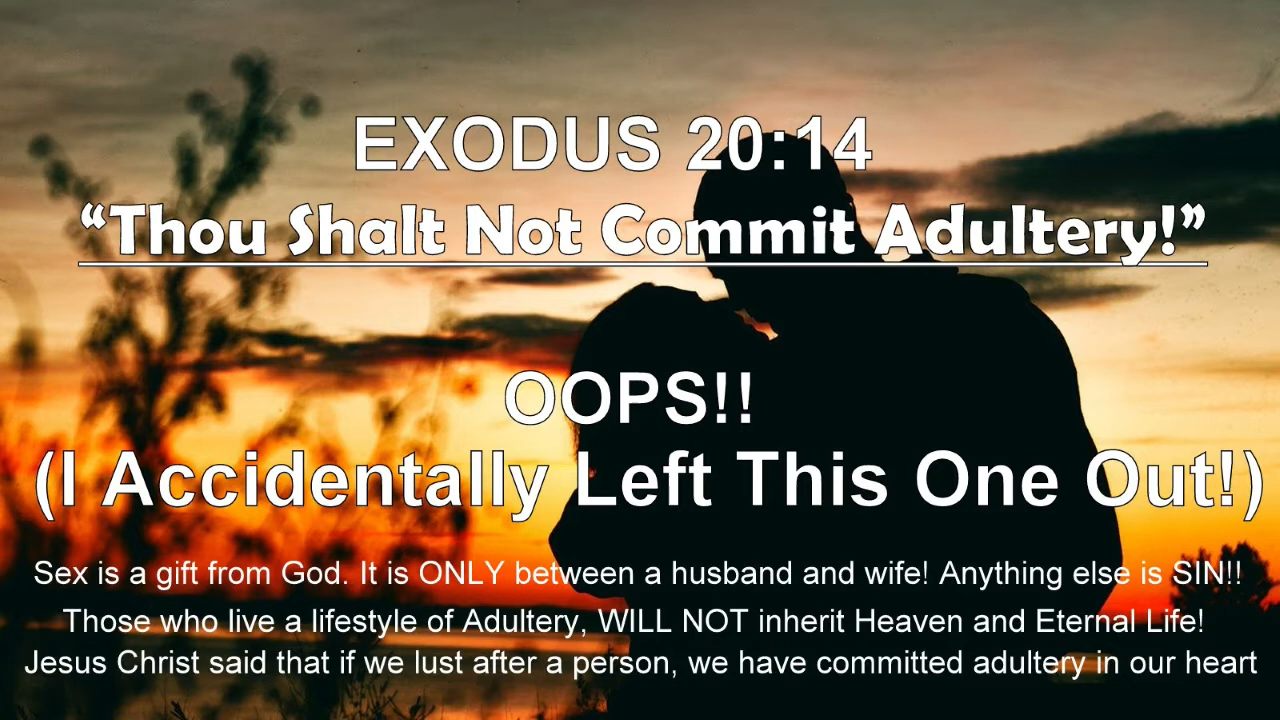 EXODUS 20:14
“Thou Shalt Not Commit Adultery!”
OOPS!!
(I Accidentally Left This One Out!)
Sex is a gift from God. It is ONLY between a husband and wife! Anything else is SIN!!
Those who live a lifestyle of Adultery, WILL NOT inherit Heaven and Eternal Life!
Jesus Christ said that if we lust after a person, we have committed adultery in our heart